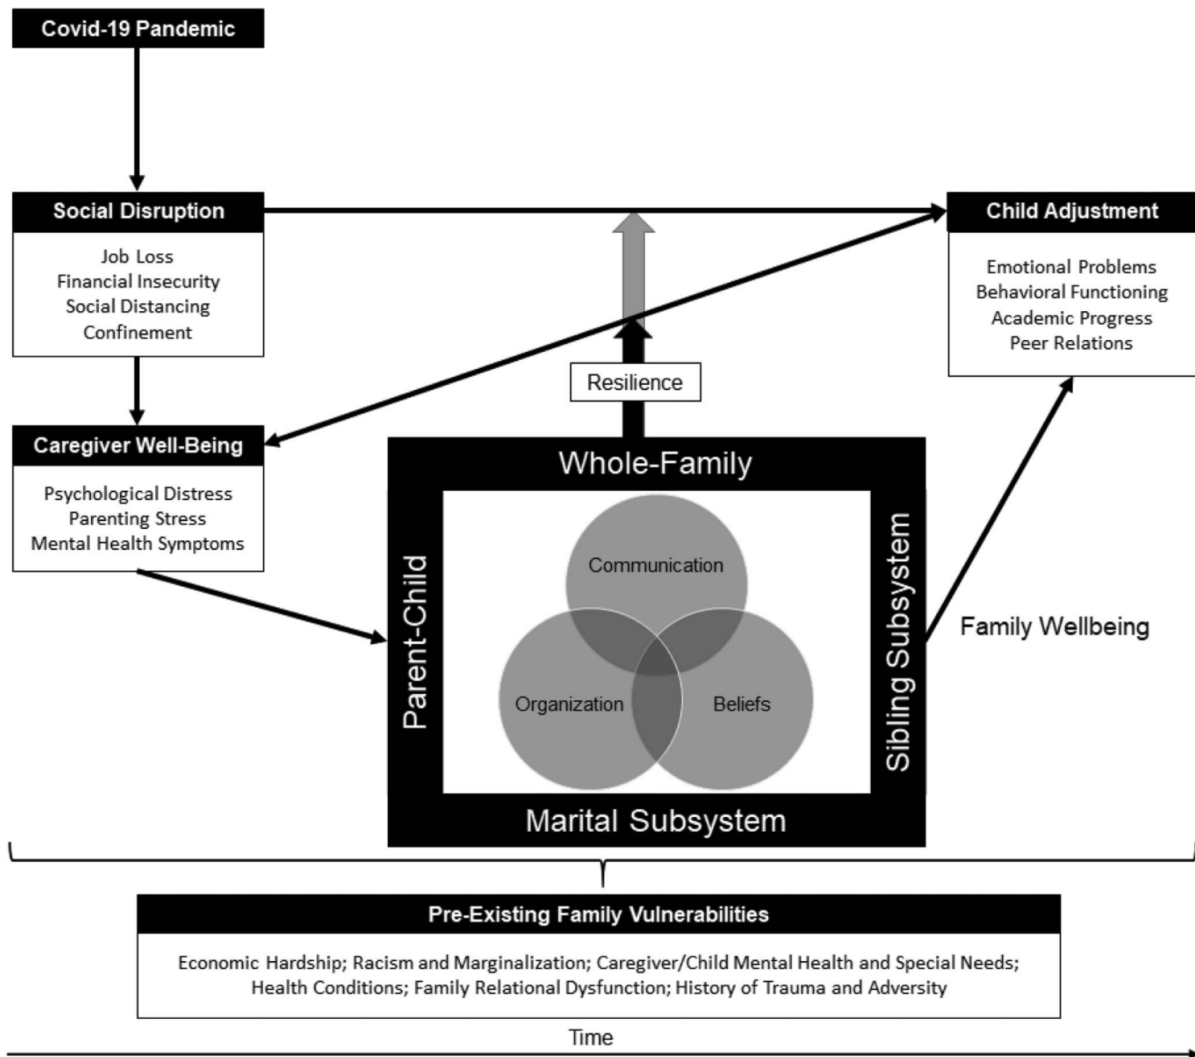 Covid-19 Pandemic
Social Disruption
Job Loss
Financial Insecurity
Social Distancing
Confinement
Child Adjustment
Emotional Problems
Behavioral Functioning
Academic Progress
Peer Relations
Resilience
Caregiver Well-Being
Psychological Distress
Parenting Stress
Mental Health Symptoms
Whole-Family
Parent-Child
Communication
Organization
Beliefs
Sibling Subsystem
Marital Subsystem
Family Wellbeing
Pre-Existing Family Vulnerabilities
Economic Hardship; Racism and Marginalization; Caregiver/Child Mental Health and Special Needs;
Health Conditions; Family Relational Dysfunction; History of Trauma and Adversity
Time